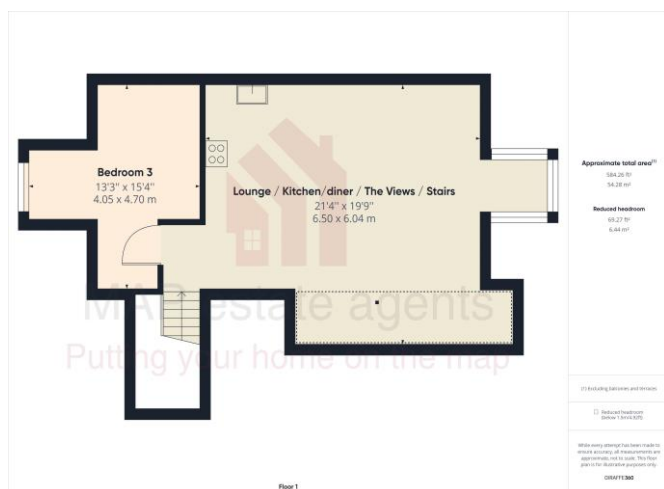 Bedroom 3
13'3" x 15'4"
4.05 x 4.70 m
Lounge / Kitchen/diner / The Views / Stairs
21'4" x 19'9"
6.50 x 6.04 m
MAP estate agents
Putting your home on the map
Floor 1
Approximate total area(1)
584.26 ft²
54.28 m²
Reduced headroom
69.27 ft²
6.44 m²
(1) Excluding balconies and terraces
Reduced headroom
While every attempt has been made to
ensure accuracy, all measurements are
approximate, not to scale. This floor
plan is for illustrative purposes only.
GIRAFFE360